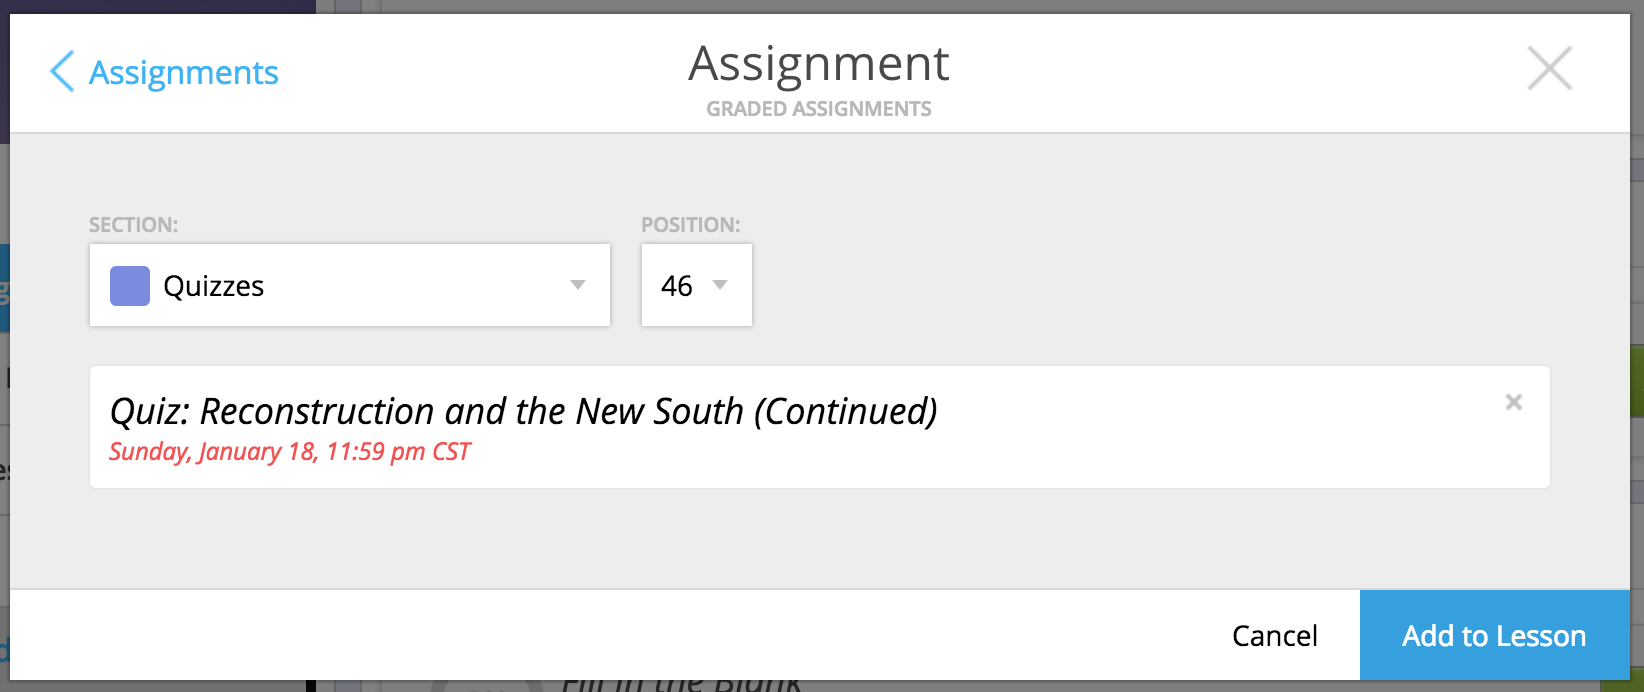 Assignments
Assignment
GRADED ASSIGNMENTS
SECTION:
POSITION:
Quizzes
46
Quiz: Reconstruction and the New South (Continued)
Sunday, January 18, 11:59 pm CST
Cancel
Add to Lesson
Fill in the Blank